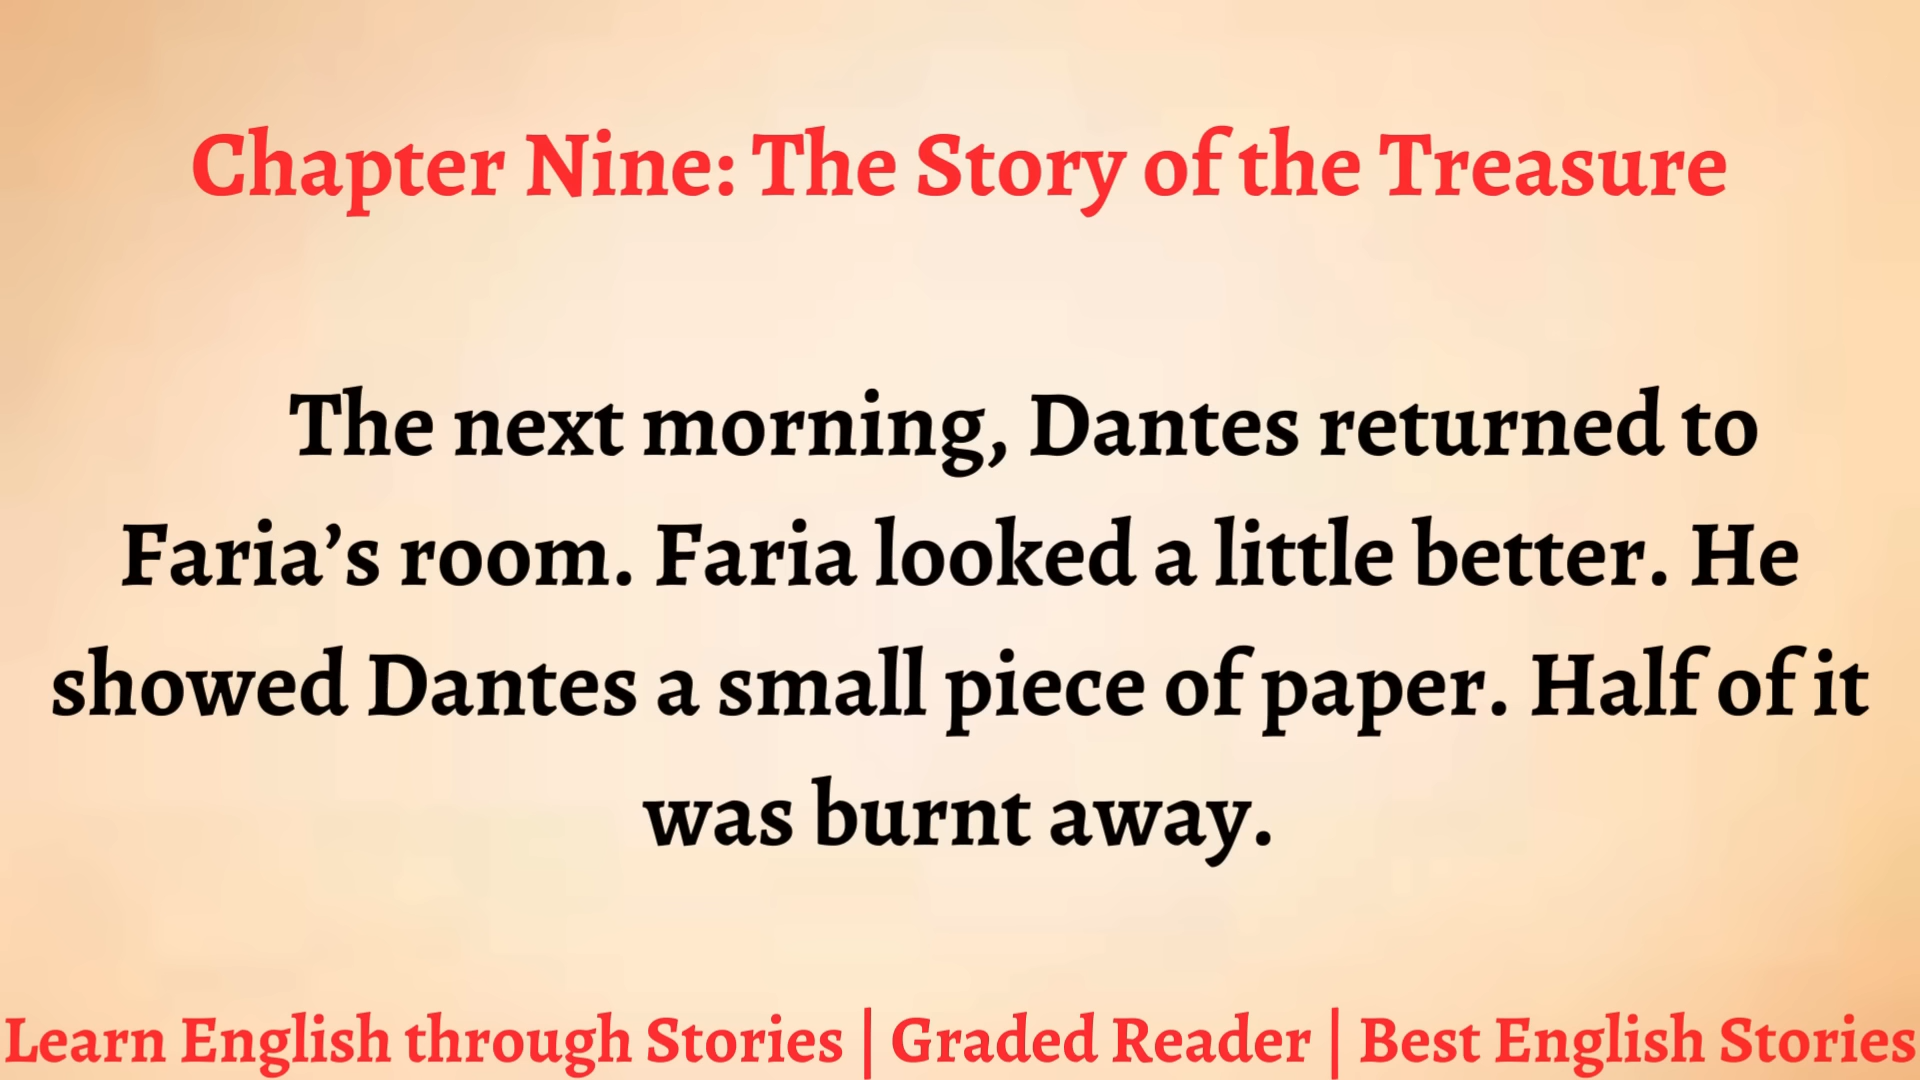 Chapter Nine: The Story of the Treasure
The next morning, Dantes returned to
Faria’s room. Faria looked a little better. He
showed Dantes a small piece of paper. Half of it
was burnt away.
Learn English through Stories | Graded Reader | Best English Stories